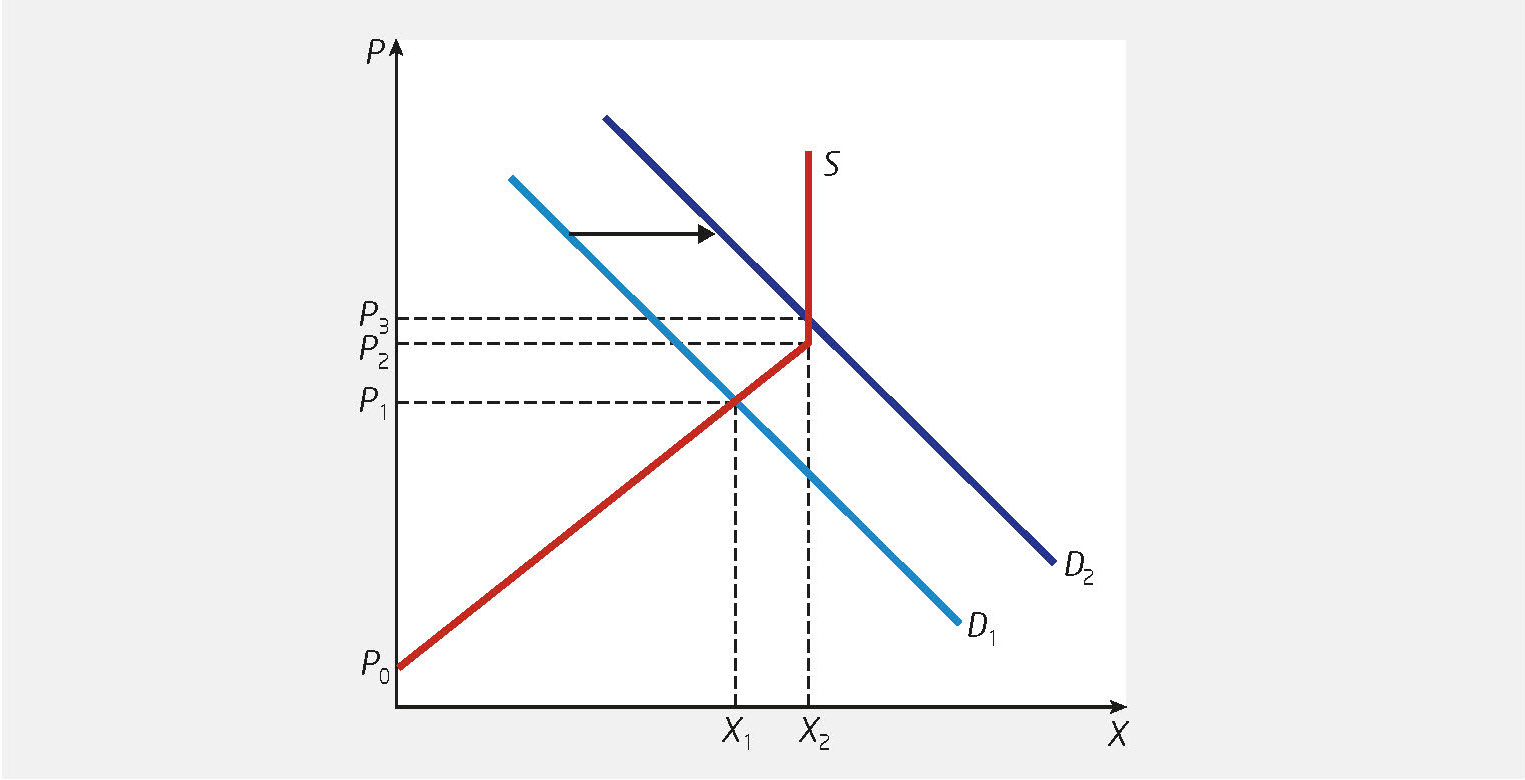 P
S
P₃
P₂
P₁
D₂
D₁
P₀
X₁ X₂
X